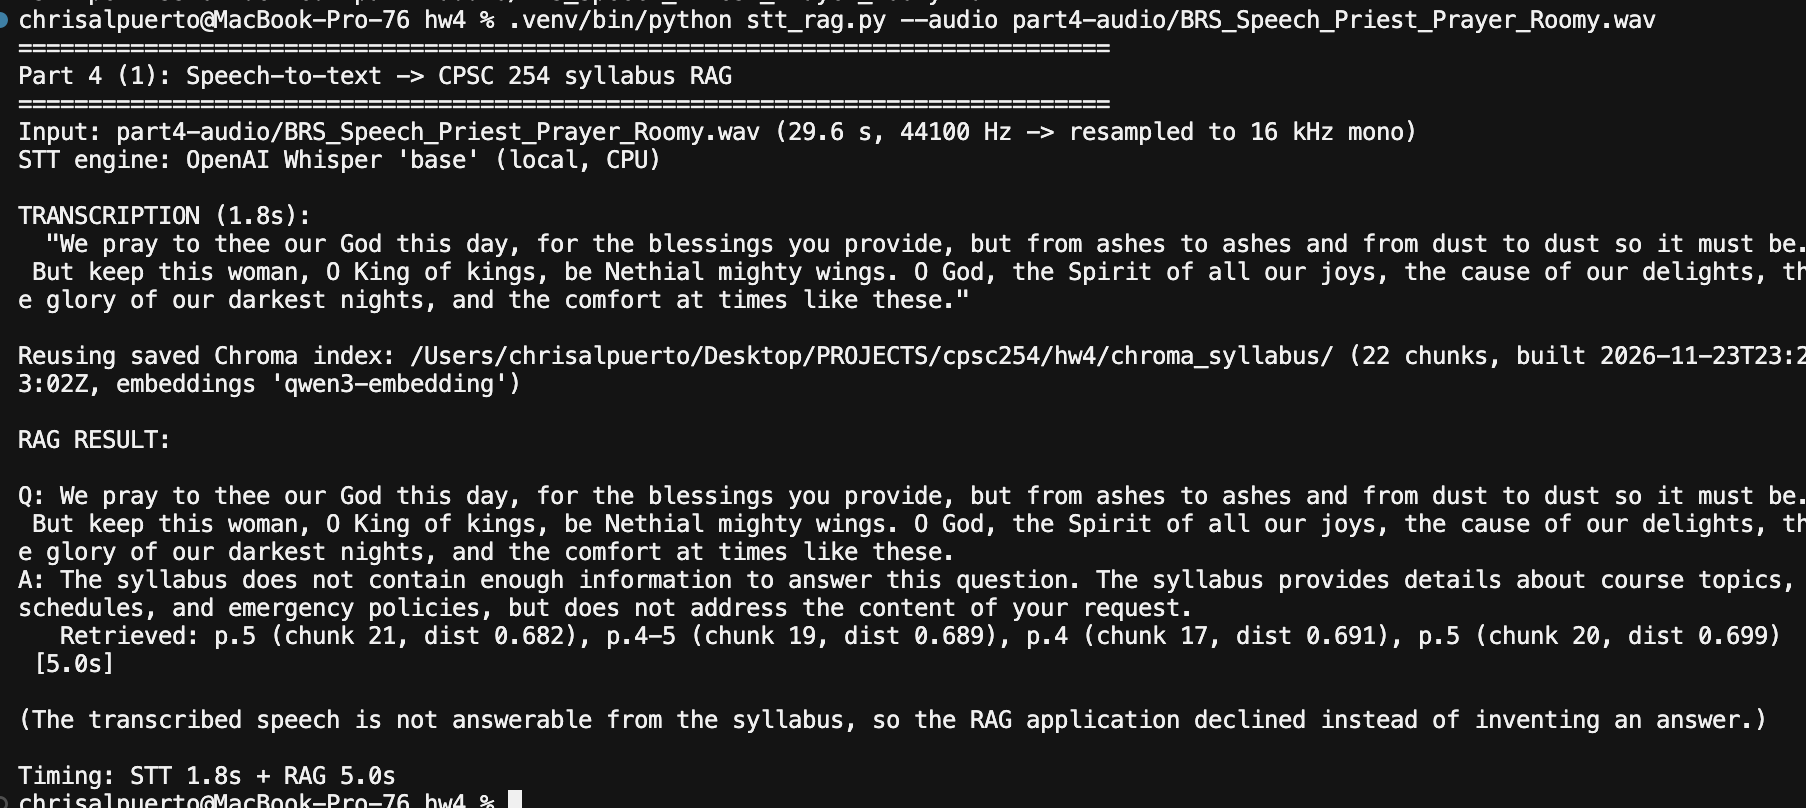 chrisalpuerto@MacBook-Pro-76 hw4 % .venv/bin/python stt_rag.py --audio part4-audio/BRS_Speech_Priest_Prayer_Roomy.wav
==============================================================================
Part 4 (1): Speech-to-text -> CPSC 254 syllabus RAG
==============================================================================
Input: part4-audio/BRS_Speech_Priest_Prayer_Roomy.wav (29.6 s, 44100 Hz -> resampled to 16 kHz mono)
STT engine: OpenAI Whisper 'base' (local, CPU)
TRANSCRIPTION (1.8s):
"We pray to thee our God this day, for the blessings you provide, but from ashes to ashes and from dust to dust so it must be.
But keep this woman, O King of kings, be Nethial mighty wings. O God, the Spirit of all our joys, the cause of our delights, th
e glory of our darkest nights, and the comfort at times like these."
Reusing saved Chroma index: /Users/chrisalpuerto/Desktop/PROJECTS/cpsc254/hw4/chroma_syllabus/ (22 chunks, built 2026-11-23T23:2
3:02Z, embeddings 'qwen3-embedding')
RAG RESULT:
Q: We pray to thee our God this day, for the blessings you provide, but from ashes to ashes and from dust to dust so it must be.
But keep this woman, O King of kings, be Nethial mighty wings. O God, the Spirit of all our joys, the cause of our delights, th
e glory of our darkest nights, and the comfort at times like these.
A: The syllabus does not contain enough information to answer this question. The syllabus provides details about course topics,
schedules, and emergency policies, but does not address the content of your request.
Retrieved: p.5 (chunk 21, dist 0.682), p.4-5 (chunk 19, dist 0.689), p.4 (chunk 17, dist 0.691), p.5 (chunk 20, dist 0.699)
[5.0s]
(The transcribed speech is not answerable from the syllabus, so the RAG application declined instead of inventing an answer.)
Timing: STT 1.8s + RAG 5.0s
chrisalpuerto@MacBook-Pro-76 hw4 %